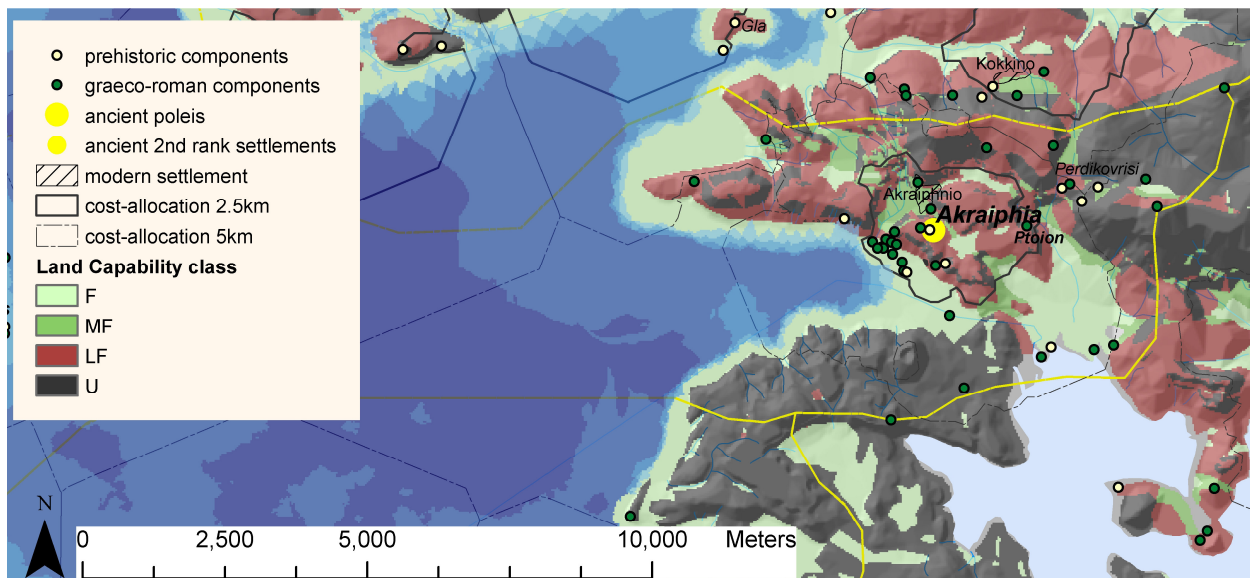 prehistoric components
graeco-roman components
ancient poleis
ancient 2nd rank settlements
modern settlement
cost-allocation 2.5km
cost-allocation 5km
Land Capability class
F
MF
LF
U
Gla
Kokkino
Perdikovrisi
Akraiphnio
Akraiphia
Ptoion
N
0 2,500 5,000 10,000 Meters